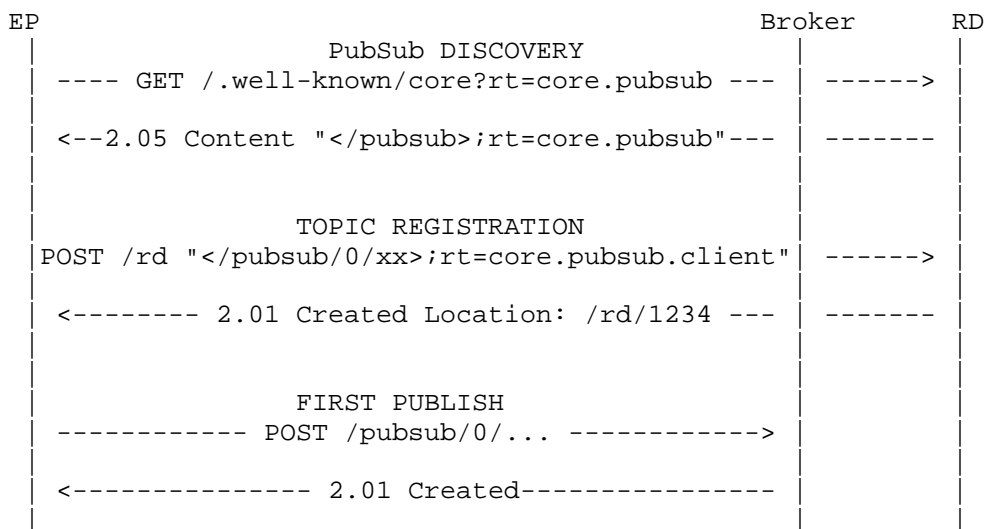 EP Broker RD
PubSub DISCOVERY
---- GET /.well-known/core?rt=core.pubsub --- | ------>
<--2.05 Content "</pubsub>;rt=core.pubsub"--- | -------
TOPIC REGISTRATION
POST /rd "</pubsub/0/xx>;rt=core.pubsub.client" | ------>
<-------- 2.01 Created Location: /rd/1234 --- | -------
FIRST PUBLISH
------------ POST /pubsub/0/... ------------>
<--------------- 2.01 Created----------------